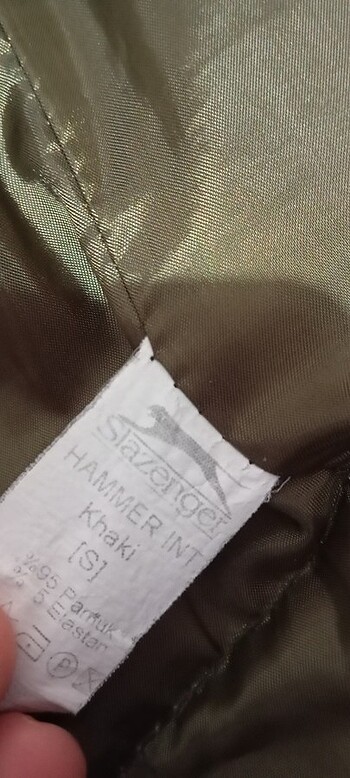 Slazenger
HAMMER INT
Khaki
[S]
%95 Pamuk
% 5 Elastan
P